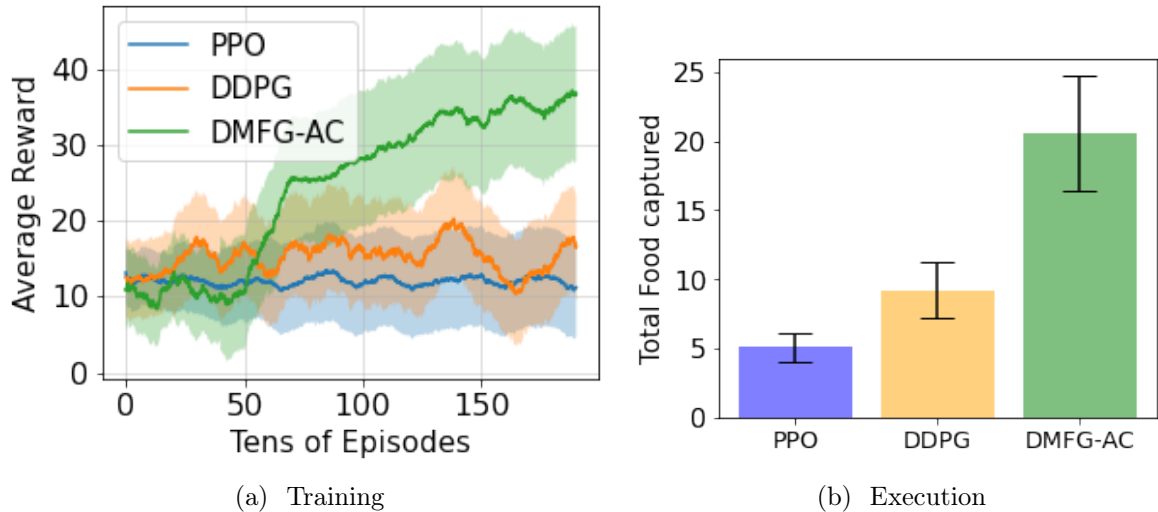 PPO
DDPG
DMFG-AC
Average Reward
40
30
20
10
0
0 50 100 150
Tens of Episodes
(a) Training
Total Food captured
25
20
15
10
5
0
PPO DDPG DMFG-AC
(b) Execution